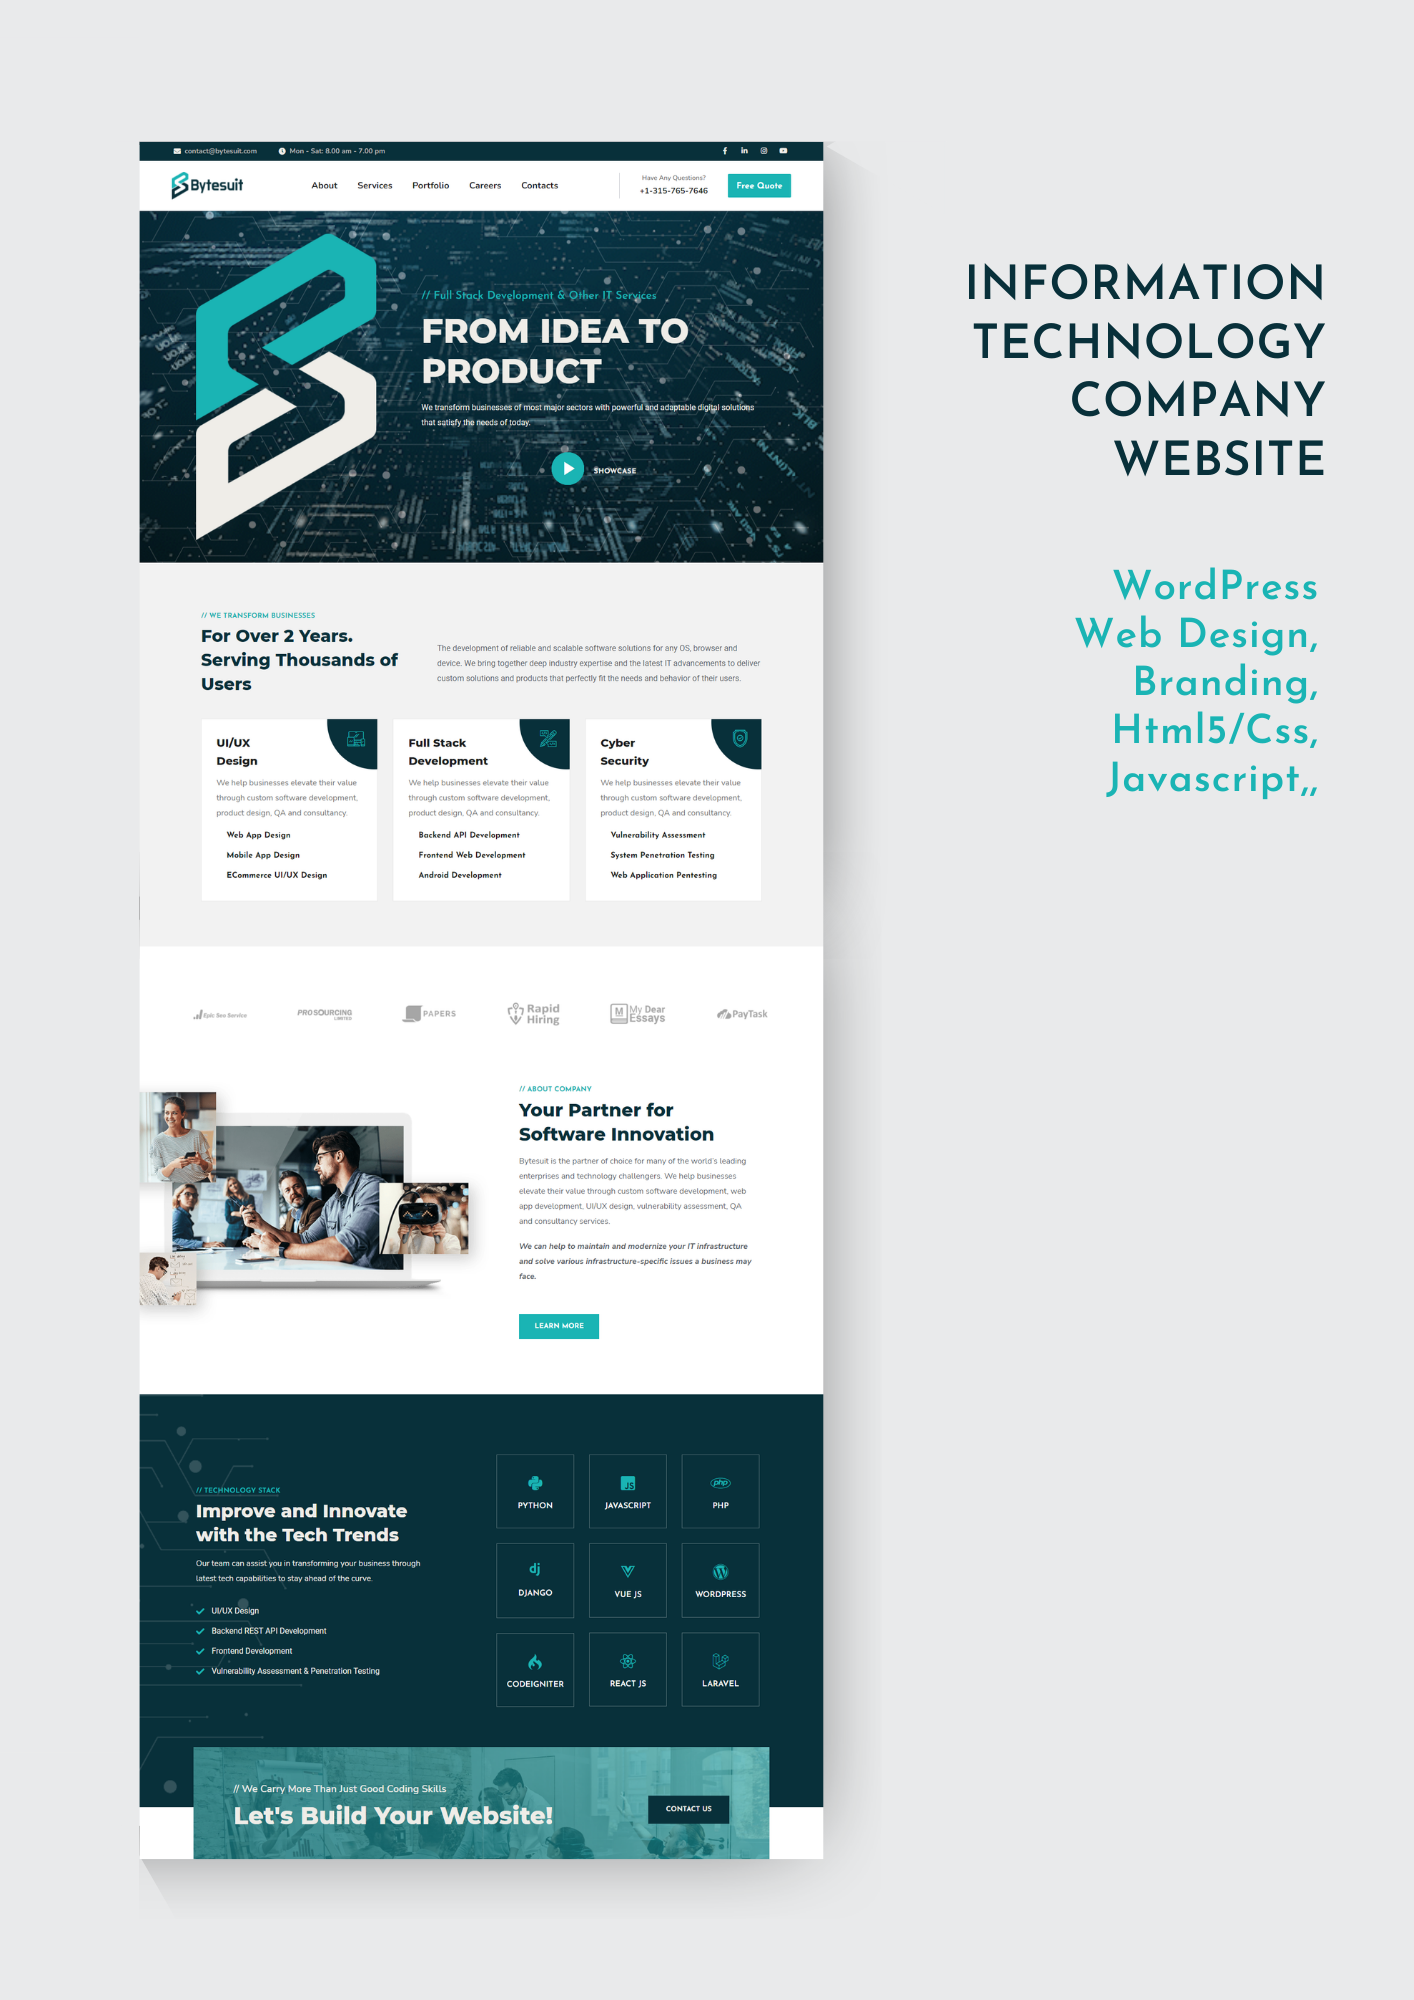 contact@bytesuit.com
Mon - Sat: 8.00 am - 7.00 pm
Bytesuit
About
Services
Portfolio
Careers
Contacts
Have Any Questions?
+1-315-765-7646
Free Quote
// Full Stack Development & Other IT Services
FROM IDEA TO
PRODUCT
We transform businesses of most major sectors with powerful and adaptable digital solutions
that satisfy the needs of today.
SHOWCASE
// WE TRANSFORM BUSINESSES
For Over 2 Years.
Serving Thousands of
Users
The development of reliable and scalable software solutions for any OS, browser and
device. We bring together deep industry expertise and the latest IT advancements to deliver
custom solutions and products that perfectly fit the needs and behavior of their users.
UI/UX
Design
We help businesses elevate their value
through custom software development,
product design, QA and consultancy.
Web App Design
Mobile App Design
ECommerce UI/UX Design
Full Stack
Development
We help businesses elevate their value
through custom software development,
product design, QA and consultancy.
Backend API Development
Frontend Web Development
Android Development
Cyber
Security
We help businesses elevate their value
through custom software development,
product design, QA and consultancy.
Vulnerability Assessment
System Penetration Testing
Web Application Pentesting
Epic Seo Service
PROSOURCING
LIMITED
PAPERS
Rapid
Hiring
M
My Dear
Essays
PayTask
// ABOUT COMPANY
Your Partner for
Software Innovation
Bytesuit is the partner of choice for many of the world's leading
enterprises and technology challengers. We help businesses
elevate their value through custom software development, web
app development, UI/UX design, vulnerability assessment, QA
and consultancy services.
We can help to maintain and modernize your IT infrastructure
and solve various infrastructure-specific issues a business may
face.
LEARN MORE
// TECHNOLOGY STACK
Improve and Innovate
with the Tech Trends
Our team can assist you in transforming your business through
latest tech capabilities to stay ahead of the curve.
UI/UX Design
Backend REST API Development
Frontend Development
Vulnerability Assessment & Penetration Testing
PYTHON
JS
JAVASCRIPT
php
PHP
dj
DJANGO
VUE JS
WORDPRESS
CODEIGNITER
REACT JS
LARAVEL
// We Carry More Than Just Good Coding Skills
Let's Build Your Website!
CONTACT US
INFORMATION
TECHNOLOGY
COMPANY
WEBSITE
WordPress
Web Design,
Branding,
Html5/Css,
Javascript,,